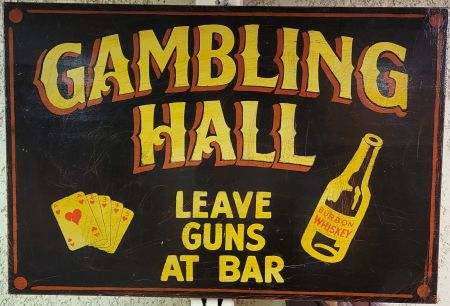 GAMBLING
HALL
LEAVE
GUNS
AT BAR
BURBON
WHISKEY